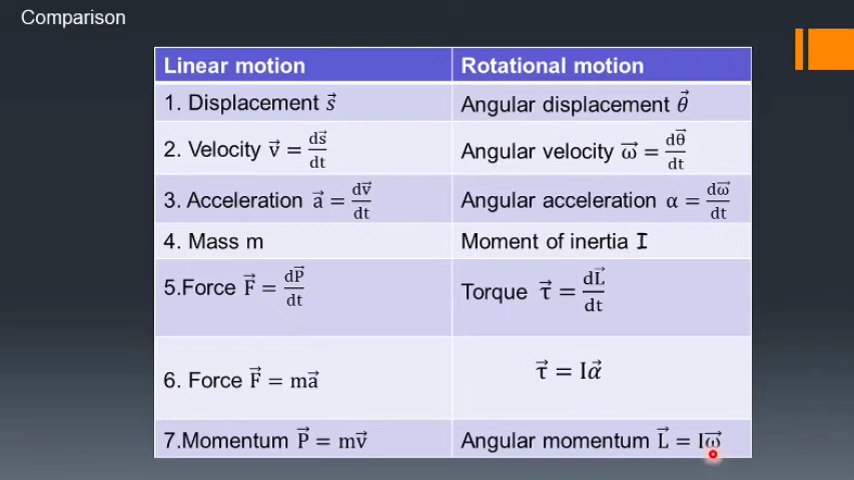 Comparison
Linear motion Rotational motion
1. Displacement s⃗ Angular displacement θ⃗
2. Velocity v⃗ = ds⃗/dt Angular velocity ω⃗ = dθ⃗/dt
3. Acceleration a⃗ = dv⃗/dt Angular acceleration α = dω⃗/dt
4. Mass m Moment of inertia I
5.Force F⃗ = dP⃗/dt Torque τ⃗ = dL⃗/dt
6. Force F⃗ = ma⃗ τ⃗ = Iα⃗
7.Momentum P⃗ = mv⃗ Angular momentum L⃗ = Iω⃗